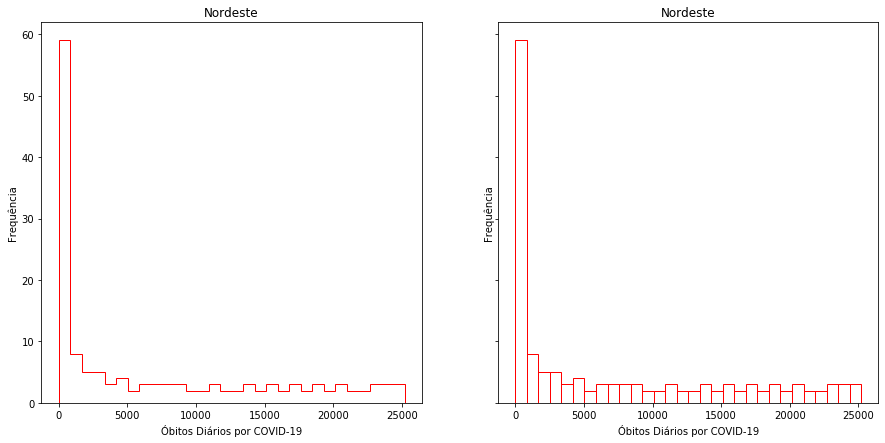 Nordeste
60
50
40
30
20
10
0
Frequência
0 5000 10000 15000 20000 25000
Óbitos Diários por COVID-19
Nordeste
Frequência
0 5000 10000 15000 20000 25000
Óbitos Diários por COVID-19